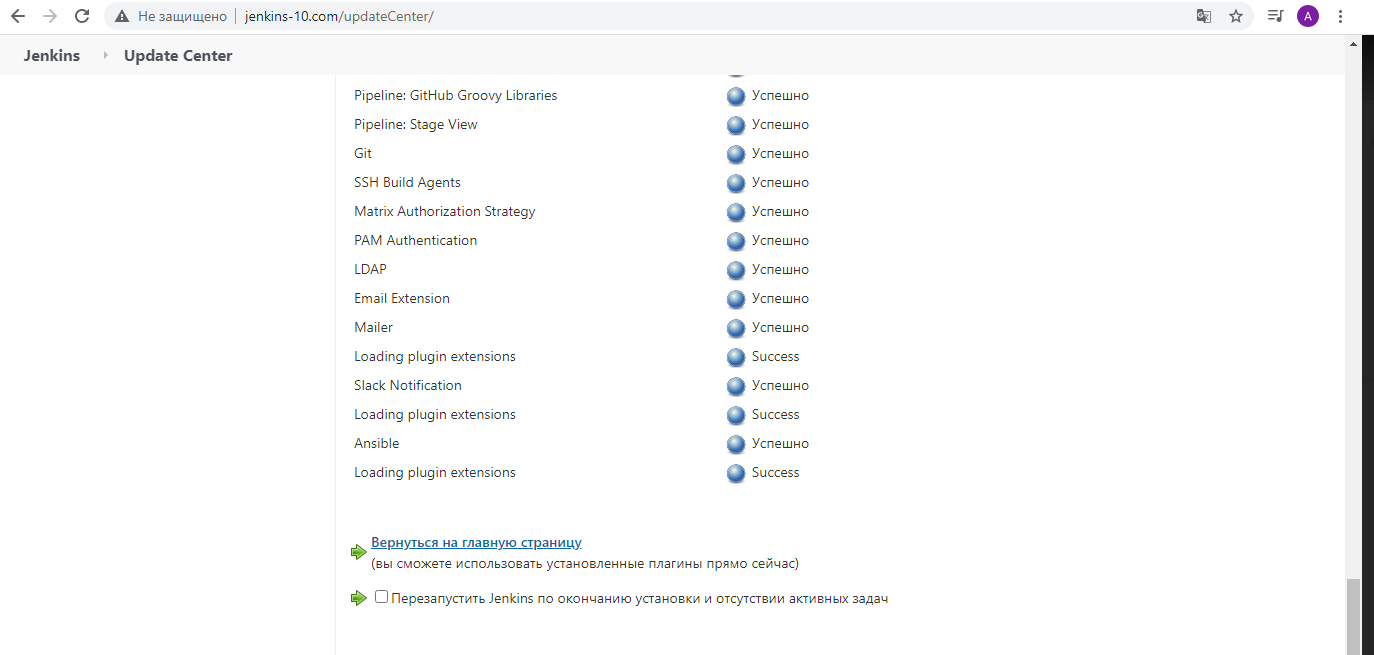 Не защищено jenkins-10.com/updateCenter/ A
Jenkins Update Center
Pipeline: GitHub Groovy Libraries Успешно
Pipeline: Stage View Успешно
Git Успешно
SSH Build Agents Успешно
Matrix Authorization Strategy Успешно
PAM Authentication Успешно
LDAP Успешно
Email Extension Успешно
Mailer Успешно
Loading plugin extensions Success
Slack Notification Успешно
Loading plugin extensions Success
Ansible Успешно
Loading plugin extensions Success
Вернуться на главную страницу
(вы сможете использовать установленные плагины прямо сейчас)
Перезапустить Jenkins по окончанию установки и отсутствии активных задач